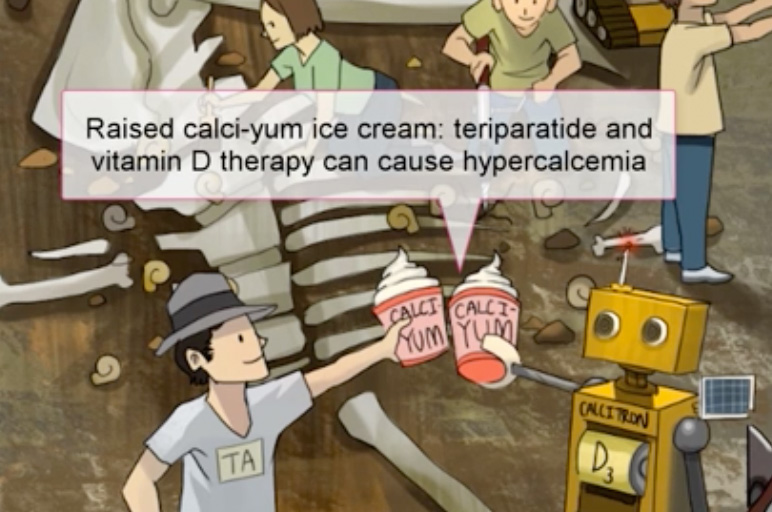 Raised calci-yum ice cream: teriparatide and
vitamin D therapy can cause hypercalcemia
CALCI-
YUM
CALCI-
YUM
CALCITRON
D3
TA